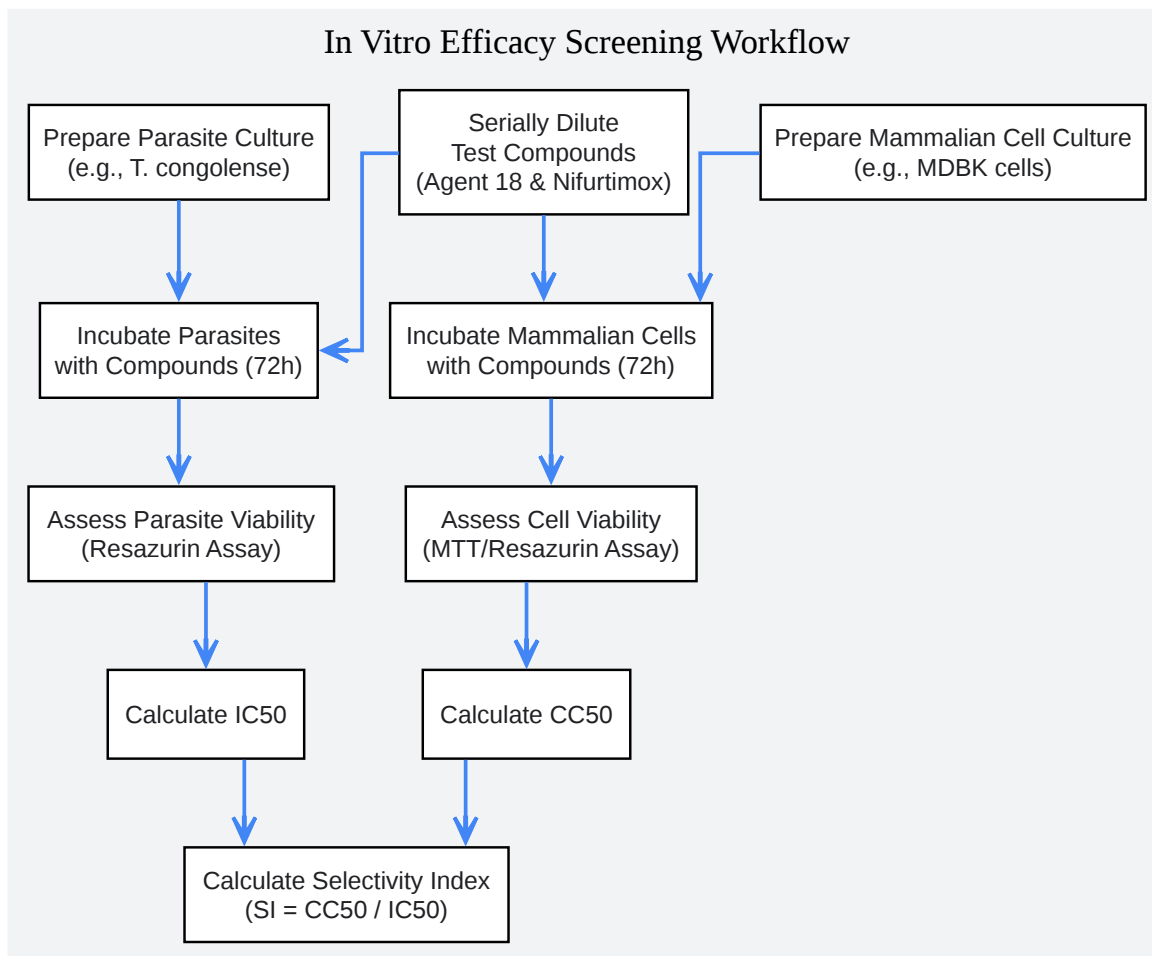 In Vitro Efficacy Screening Workflow
Prepare Parasite Culture
(e.g., T. congolense)
Serially Dilute
Test Compounds
(Agent 18 & Nifurtimox)
Prepare Mammalian Cell Culture
(e.g., MDBK cells)
Incubate Parasites
with Compounds (72h)
Incubate Mammalian Cells
with Compounds (72h)
Assess Parasite Viability
(Resazurin Assay)
Assess Cell Viability
(MTT/Resazurin Assay)
Calculate IC50
Calculate CC50
Calculate Selectivity Index
(SI = CC50 / IC50)